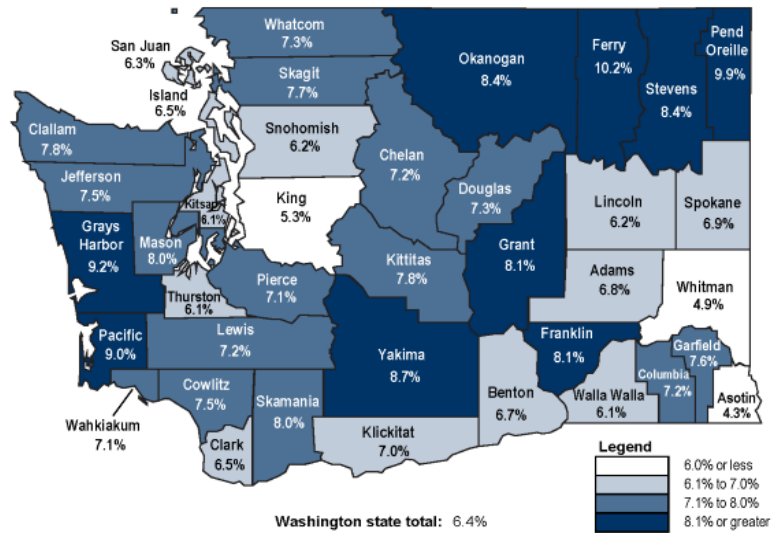 Whatcom
7.3%
San Juan
6.3%
Skagit
7.7%
Island
6.5%
Okanogan
8.4%
Ferry
10.2%
Stevens
8.4%
Pend
Oreille
9.9%
Clallam
7.8%
Snohomish
6.2%
Chelan
7.2%
Jefferson
7.5%
Kitsap
6.1%
King
5.3%
Douglas
7.3%
Lincoln
6.2%
Spokane
6.9%
Grays
Harbor
9.2%
Mason
8.0%
Kittitas
7.8%
Grant
8.1%
Thurston
6.1%
Pierce
7.1%
Adams
6.8%
Whitman
4.9%
Pacific
9.0%
Lewis
7.2%
Yakima
8.7%
Franklin
8.1%
Garfield
7.6%
Columbia
7.2%
Asotin
4.3%
Wahkiakum
7.1%
Cowlitz
7.5%
Skamania
8.0%
Benton
6.7%
Walla Walla
6.1%
Clark
6.5%
Klickitat
7.0%
Legend
6.0% or less
6.1% to 7.0%
7.1% to 8.0%
8.1% or greater
Washington state total: 6.4%